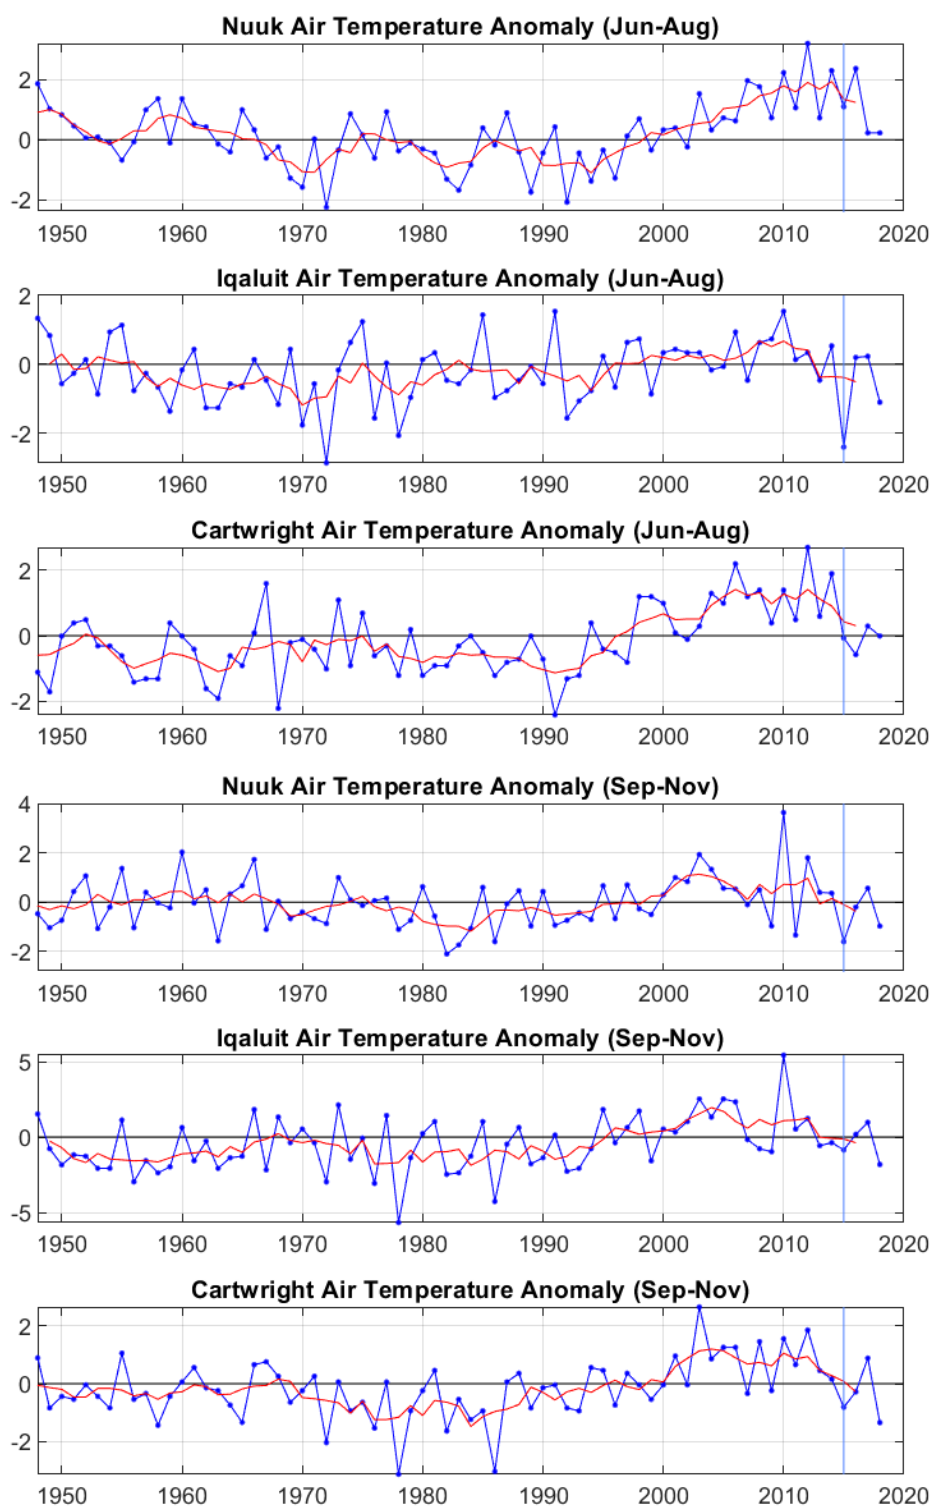 Nuuk Air Temperature Anomaly (Jun-Aug)
2
0
-2
1950 1960 1970 1980 1990 2000 2010 2020
Iqaluit Air Temperature Anomaly (Jun-Aug)
2
0
-2
1950 1960 1970 1980 1990 2000 2010 2020
Cartwright Air Temperature Anomaly (Jun-Aug)
2
0
-2
1950 1960 1970 1980 1990 2000 2010 2020
Nuuk Air Temperature Anomaly (Sep-Nov)
4
2
0
-2
1950 1960 1970 1980 1990 2000 2010 2020
Iqaluit Air Temperature Anomaly (Sep-Nov)
5
0
-5
1950 1960 1970 1980 1990 2000 2010 2020
Cartwright Air Temperature Anomaly (Sep-Nov)
2
0
-2
1950 1960 1970 1980 1990 2000 2010 2020